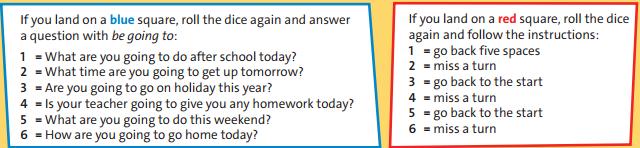 If you land on a blue square, roll the dice again and answer
a question with be going to:
1 = What are you going to do after school today?
2 = What time are you going to get up tomorrow?
3 = Are you going to go on holiday this year?
4 = Is your teacher going to give you any homework today?
5 = What are you going to do this weekend?
6 = How are you going to go home today?
If you land on a red square, roll the dice
again and follow the instructions:
1 = go back five spaces
2 = miss a turn
3 = go back to the start
4 = miss a turn
5 = go back to the start
6 = miss a turn